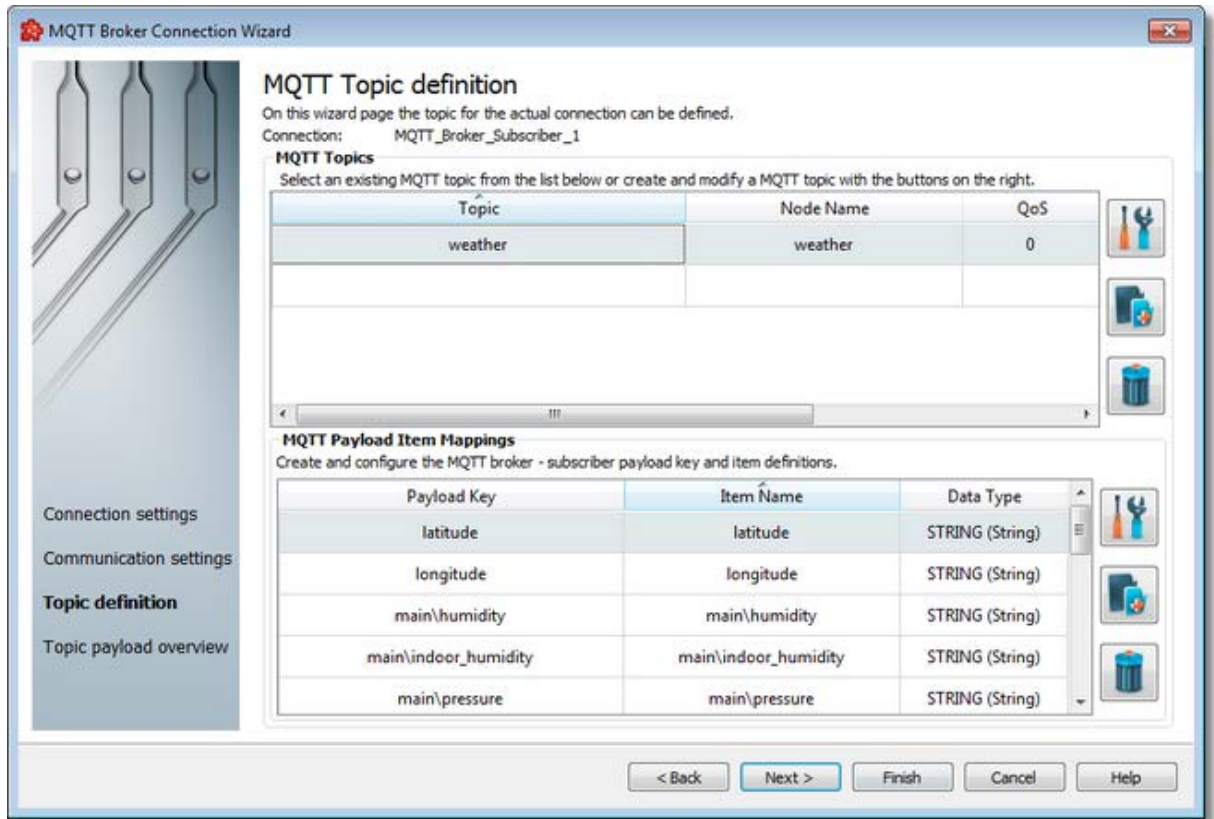 MQTT Broker Connection Wizard
MQTT Topic definition
On this wizard page the topic for the actual connection can be defined.
Connection: MQTT_Broker_Subscriber_1
MQTT Topics
Select an existing MQTT topic from the list below or create and modify a MQTT topic with the buttons on the right.
Topic Node Name QoS
weather weather 0
MQTT Payload Item Mappings
Create and configure the MQTT broker - subscriber payload key and item definitions.
Payload Key Item Name Data Type
latitude latitude STRING (String)
longitude longitude STRING (String)
main\humidity main\humidity STRING (String)
main\indoor_humidity main\indoor_humidity STRING (String)
main\pressure main\pressure STRING (String)
Connection settings
Communication settings
Topic definition
Topic payload overview
< Back Next > Finish Cancel Help